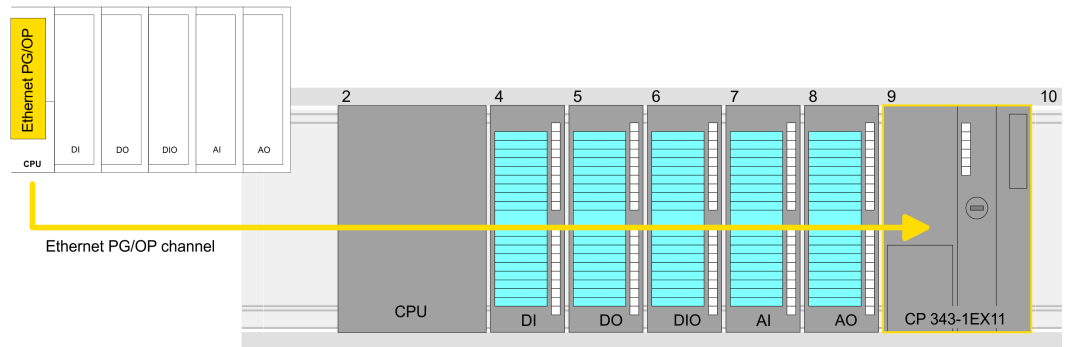 Ethernet PG/OP
CPU
DI
DO
DIO
AI
AO
Ethernet PG/OP channel
2
4
5
6
7
8
9
10
CPU
DI
DO
DIO
AI
AO
CP 343-1EX11